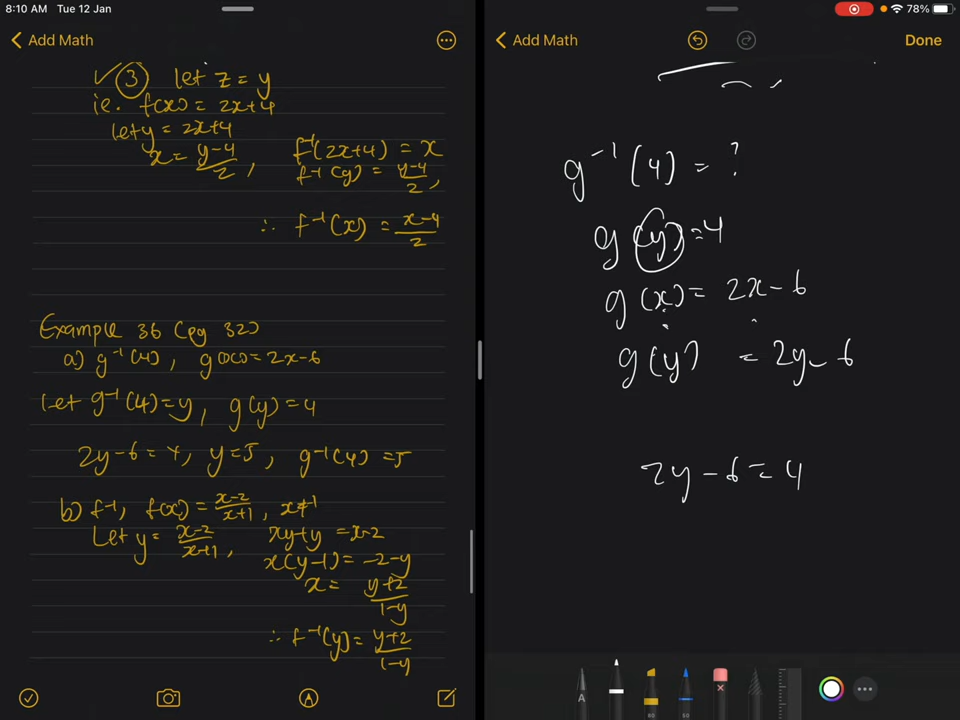 8:10 AM Tue 12 Jan
78%
Add Math
✓ ③ let z = y
ie. f(x) = 2x+4
let y = 2x+4
x = (y-4)/2, f⁻¹(2x+4) = x
f⁻¹(y) = (y-4)/2,
∴ f⁻¹(x) = (x-4)/2
Example 36 (pg 32)
a) g⁻¹(4), g(x) = 2x-6
Let g⁻¹(4) = y, g(y) = 4
2y-6 = 4, y = 5, g⁻¹(4) = 5
b) f⁻¹, f(x) = (x-2)/(x+1), x≠1
Let y = (x-2)/(x+1), xy+y = x-2
x(y-1) = -2-y
x = (y+2)/(1-y)
∴ f⁻¹(y) = (y+2)/(1-y)
Add Math
Done
g⁻¹(4) = ?
g(y) = 4
g(x) = 2x-6
g(y) = 2y-6
2y-6 = 4
A
80
50